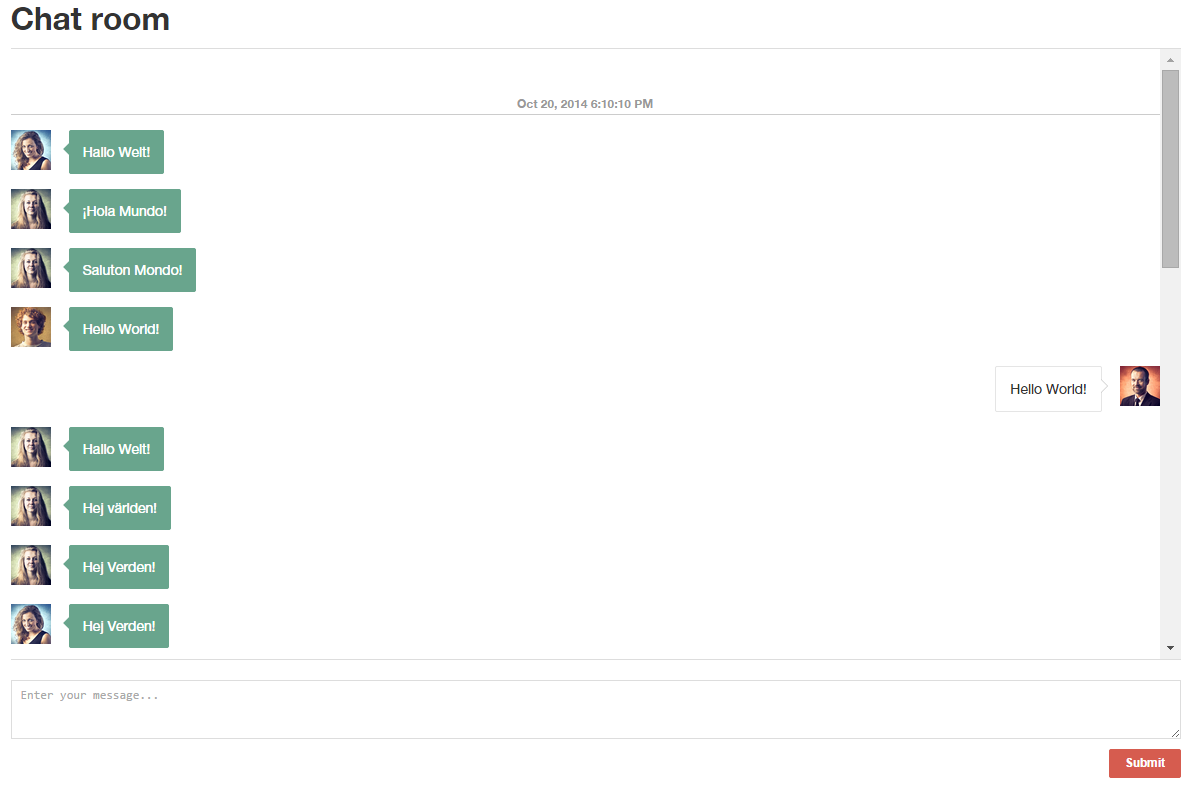 Chat room
Oct 20, 2014 6:10:10 PM
Hallo Welt!
¡Hola Mundo!
Saluton Mondo!
Hello World!
Hello World!
Hallo Welt!
Hej världen!
Hej Verden!
Hej Verden!
Enter your message...
Submit